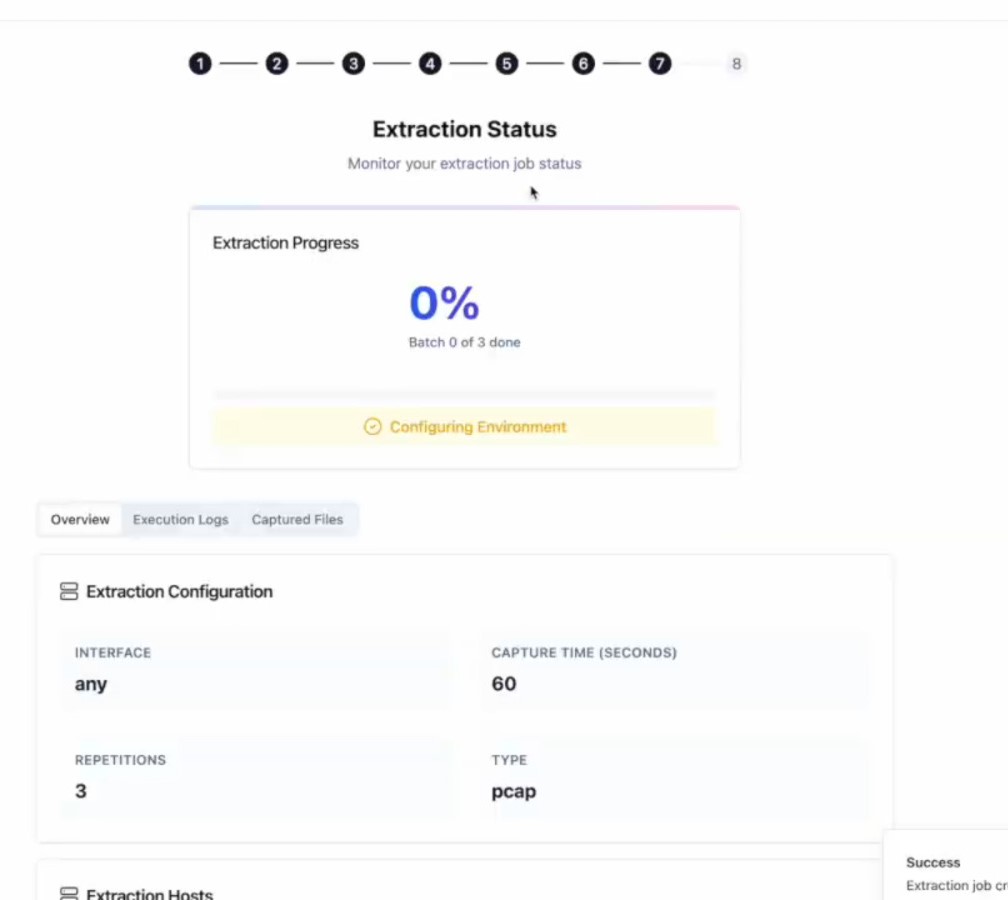 1 2 3 4 5 6 7 8
Extraction Status
Monitor your extraction job status
Extraction Progress
0%
Batch 0 of 3 done
Configuring Environment
Overview Execution Logs Captured Files
Extraction Configuration
INTERFACE CAPTURE TIME (SECONDS)
any 60
REPETITIONS TYPE
3 pcap
Success
Extraction job cr
Extraction Hosts